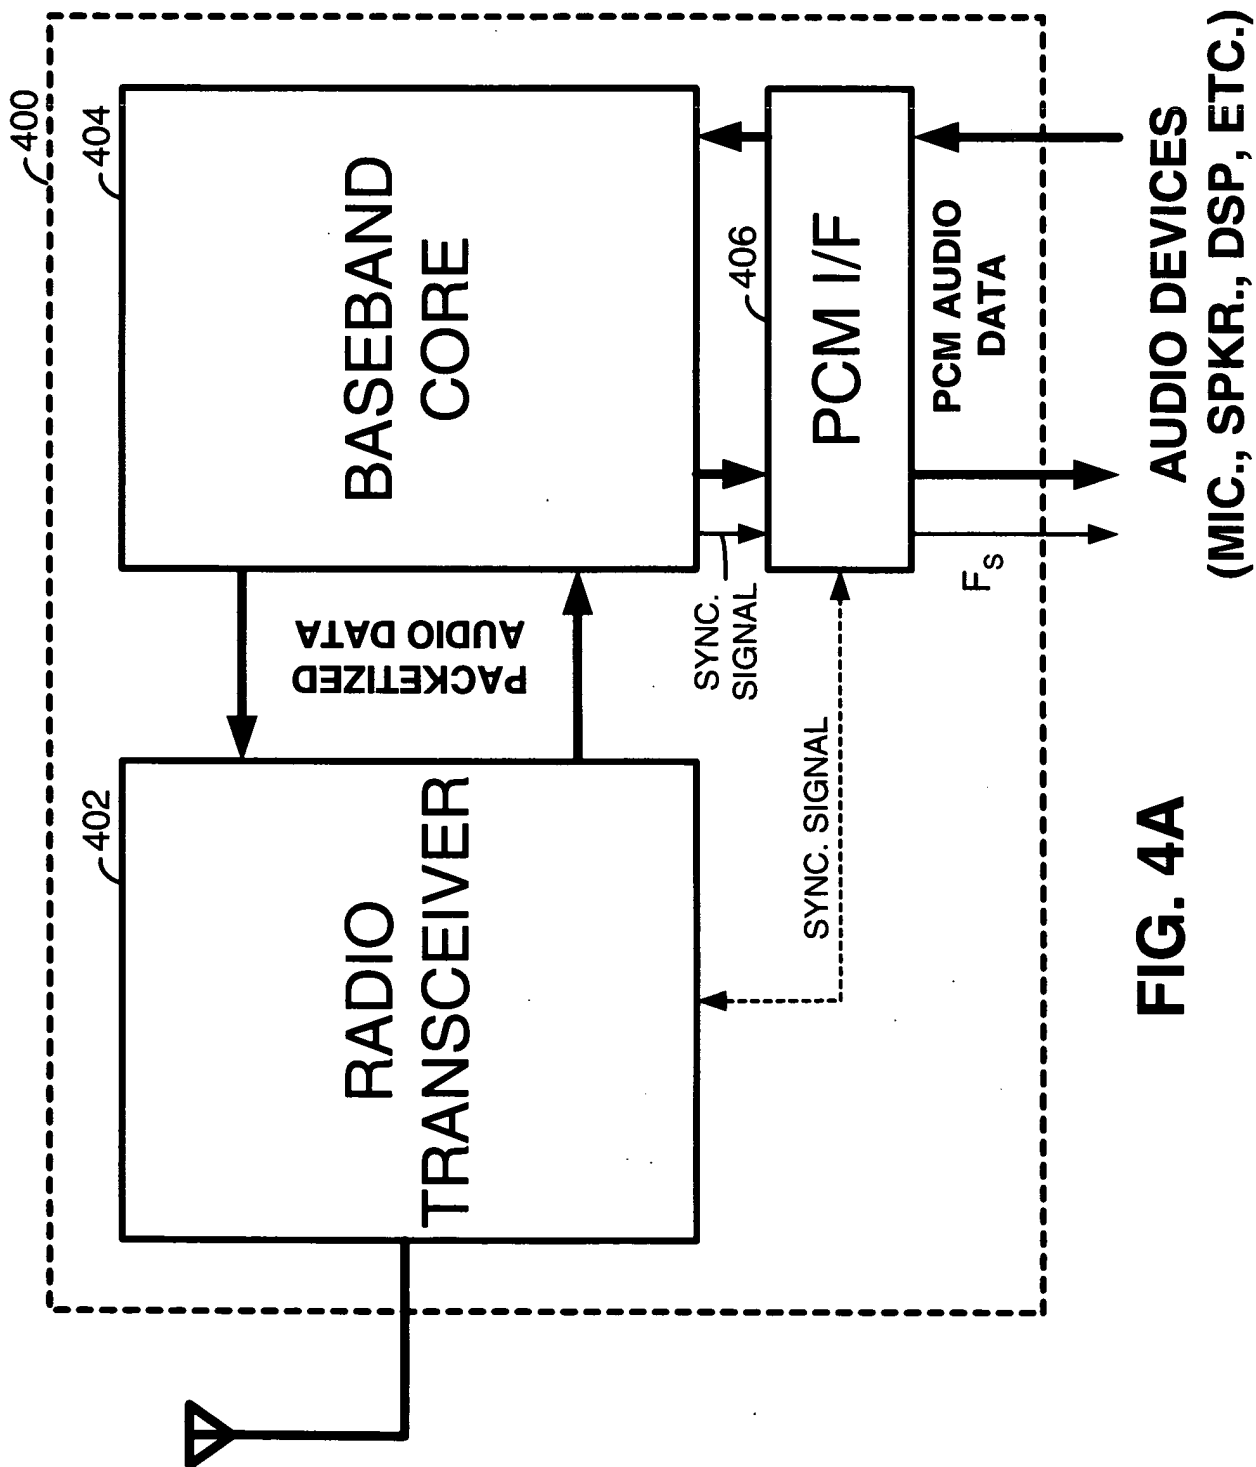 400
402
RADIO
TRANSCEIVER
PACKETIZED
AUDIO DATA
404
BASEBAND
CORE
SYNC.
SIGNAL
SYNC. SIGNAL
406
PCM I/F
F_S
PCM AUDIO
DATA
AUDIO DEVICES
(MIC., SPKR., DSP, ETC.)
FIG. 4A